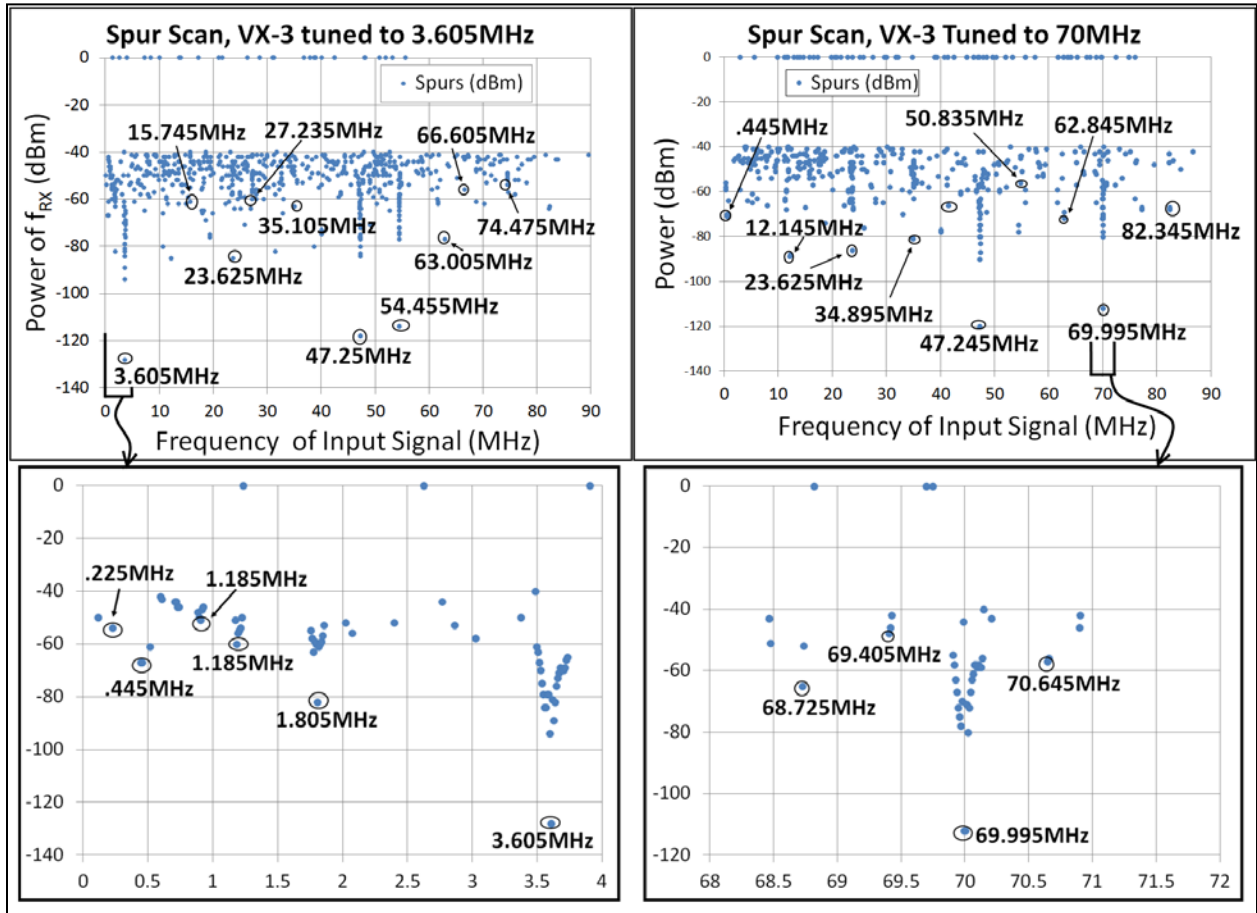 Spur Scan, VX-3 tuned to 3.605MHz
Power of fRX (dBm)
0
-20
-40
-60
-80
-100
-120
-140
Spurs (dBm)
15.745MHz
27.235MHz
66.605MHz
35.105MHz
74.475MHz
23.625MHz
63.005MHz
54.455MHz
47.25MHz
3.605MHz
0 10 20 30 40 50 60 70 80 90
Frequency of Input Signal (MHz)
Spur Scan, VX-3 Tuned to 70MHz
Power (dBm)
0
-20
-40
-60
-80
-100
-120
-140
Spurs (dBm)
.445MHz
50.835MHz
62.845MHz
12.145MHz
82.345MHz
23.625MHz
34.895MHz
47.245MHz
69.995MHz
0 10 20 30 40 50 60 70 80 90
Frequency of Input Signal (MHz)
0
-20
-40
-60
-80
-100
-120
-140
.225MHz
1.185MHz
1.185MHz
.445MHz
1.805MHz
3.605MHz
0 0.5 1 1.5 2 2.5 3 3.5 4
0
-20
-40
-60
-80
-100
-120
69.405MHz
70.645MHz
68.725MHz
69.995MHz
68 68.5 69 69.5 70 70.5 71 71.5 72